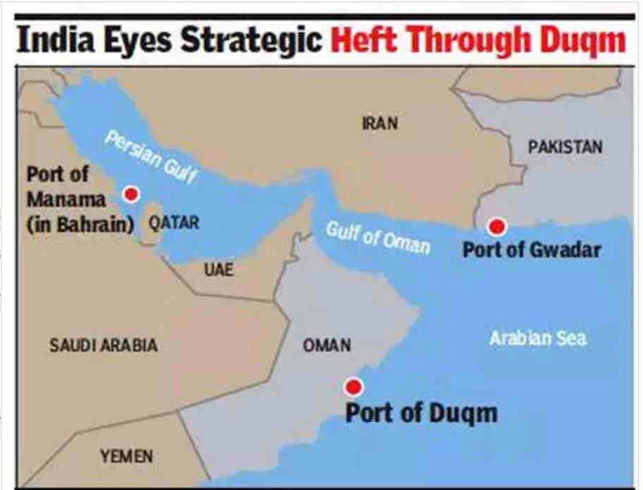 India Eyes Strategic Heft Through Duqm
IRAN
PAKISTAN
Persian Gulf
Port of
Manama
(in Bahrain)
QATAR
Gulf of Oman
Port of Gwadar
UAE
SAUDI ARABIA
OMAN
Arabian Sea
Port of Duqm
YEMEN